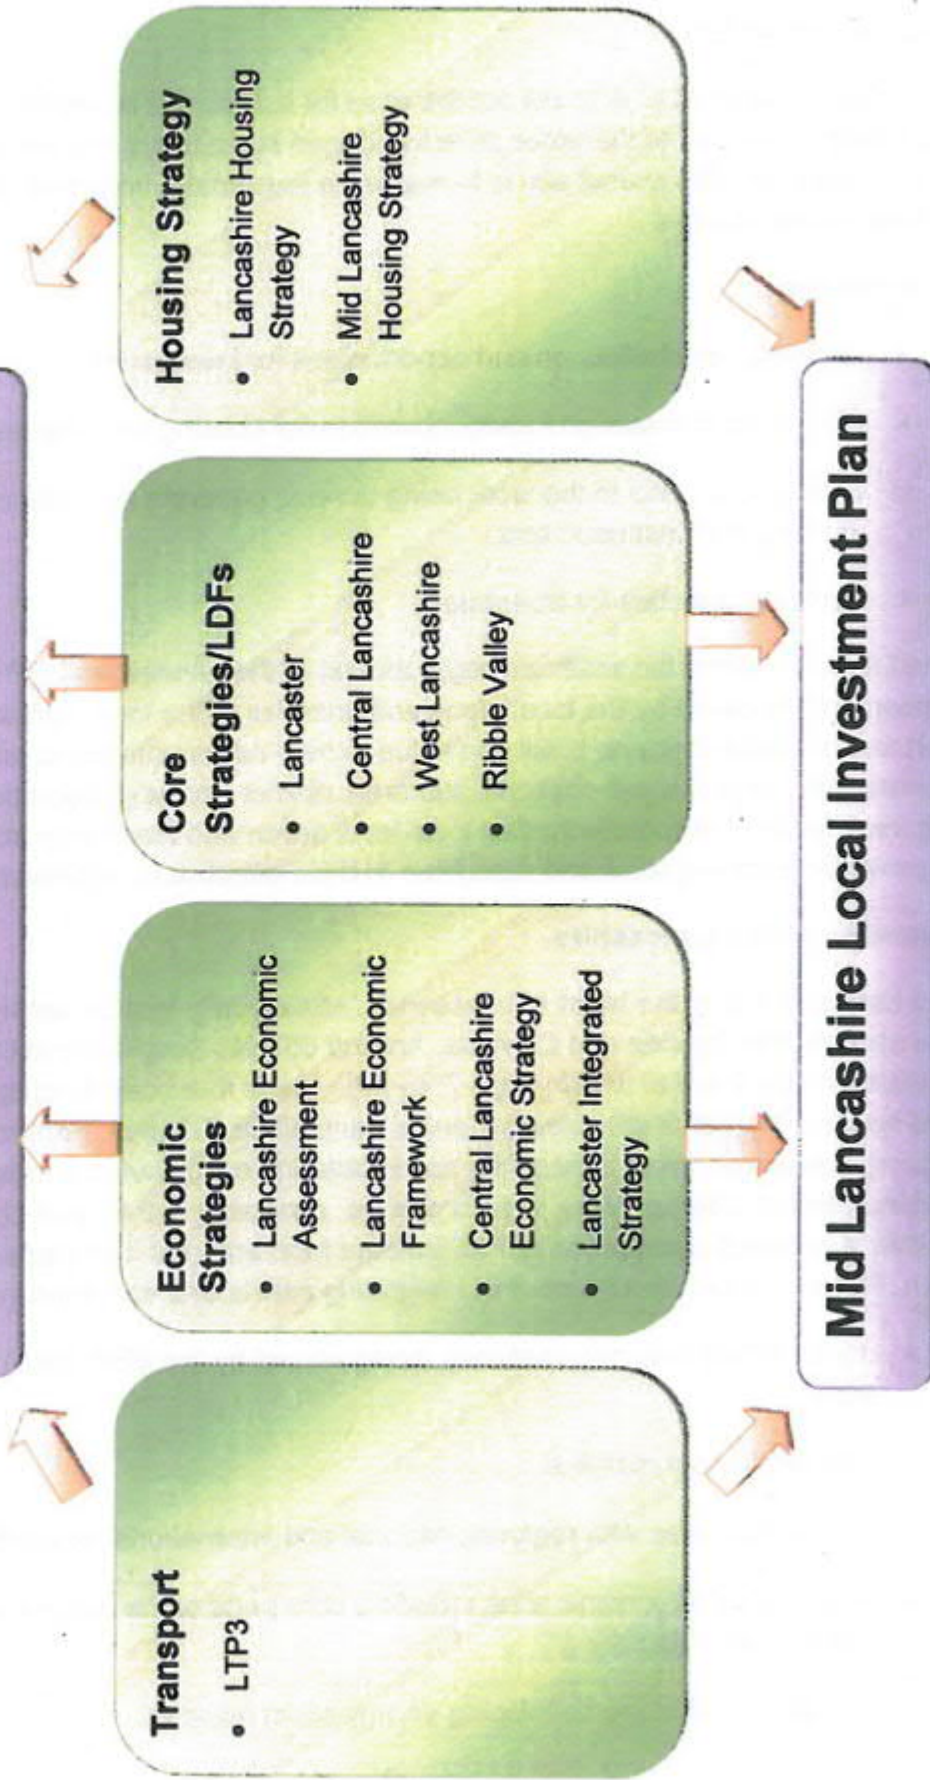 Transport
• LTP3
Economic
Strategies
• Lancashire Economic
Assessment
• Lancashire Economic
Framework
• Central Lancashire
Economic Strategy
• Lancaster Integrated
Strategy
Core
Strategies/LDFs
• Lancaster
• Central Lancashire
• West Lancashire
• Ribble Valley
Housing Strategy
• Lancashire Housing
Strategy
• Mid Lancashire
Housing Strategy
Mid Lancashire Local Investment Plan